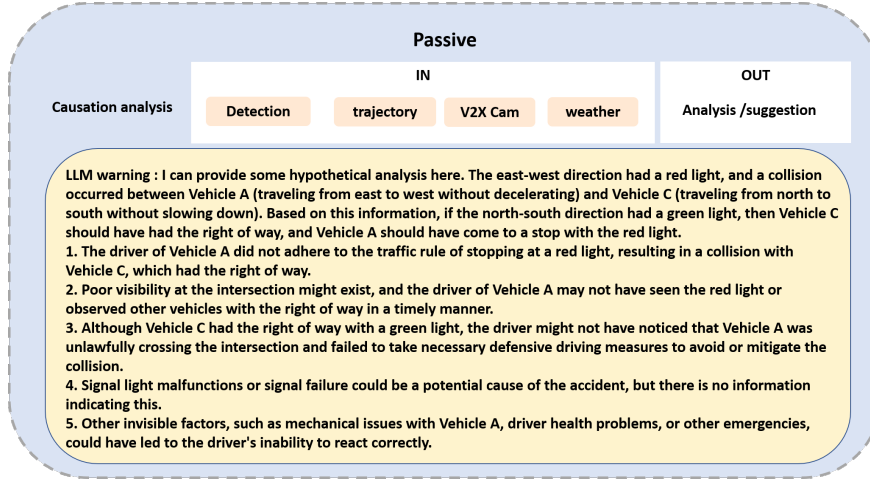 Passive
IN
OUT
Causation analysis
Detection
trajectory
V2X Cam
weather
Analysis /suggestion
LLM warning : I can provide some hypothetical analysis here. The east-west direction had a red light, and a collision
occurred between Vehicle A (traveling from east to west without decelerating) and Vehicle C (traveling from north to
south without slowing down). Based on this information, if the north-south direction had a green light, then Vehicle C
should have had the right of way, and Vehicle A should have come to a stop with the red light.
1. The driver of Vehicle A did not adhere to the traffic rule of stopping at a red light, resulting in a collision with
Vehicle C, which had the right of way.
2. Poor visibility at the intersection might exist, and the driver of Vehicle A may not have seen the red light or
observed other vehicles with the right of way in a timely manner.
3. Although Vehicle C had the right of way with a green light, the driver might not have noticed that Vehicle A was
unlawfully crossing the intersection and failed to take necessary defensive driving measures to avoid or mitigate the
collision.
4. Signal light malfunctions or signal failure could be a potential cause of the accident, but there is no information
indicating this.
5. Other invisible factors, such as mechanical issues with Vehicle A, driver health problems, or other emergencies,
could have led to the driver's inability to react correctly.